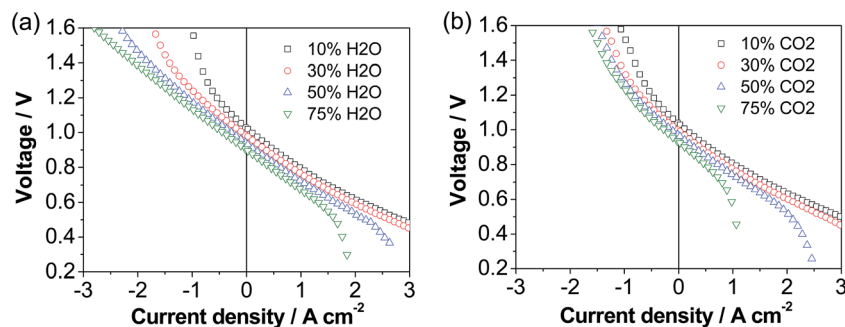 (a)
1.6
1.4
1.2
1.0
0.8
0.6
0.4
0.2
Voltage / V
10% H2O
30% H2O
50% H2O
75% H2O
-3 -2 -1 0 1 2 3
Current density / A cm-2
(b)
1.6
1.4
1.2
1.0
0.8
0.6
0.4
0.2
Voltage / V
10% CO2
30% CO2
50% CO2
75% CO2
-3 -2 -1 0 1 2 3
Current density / A cm-2